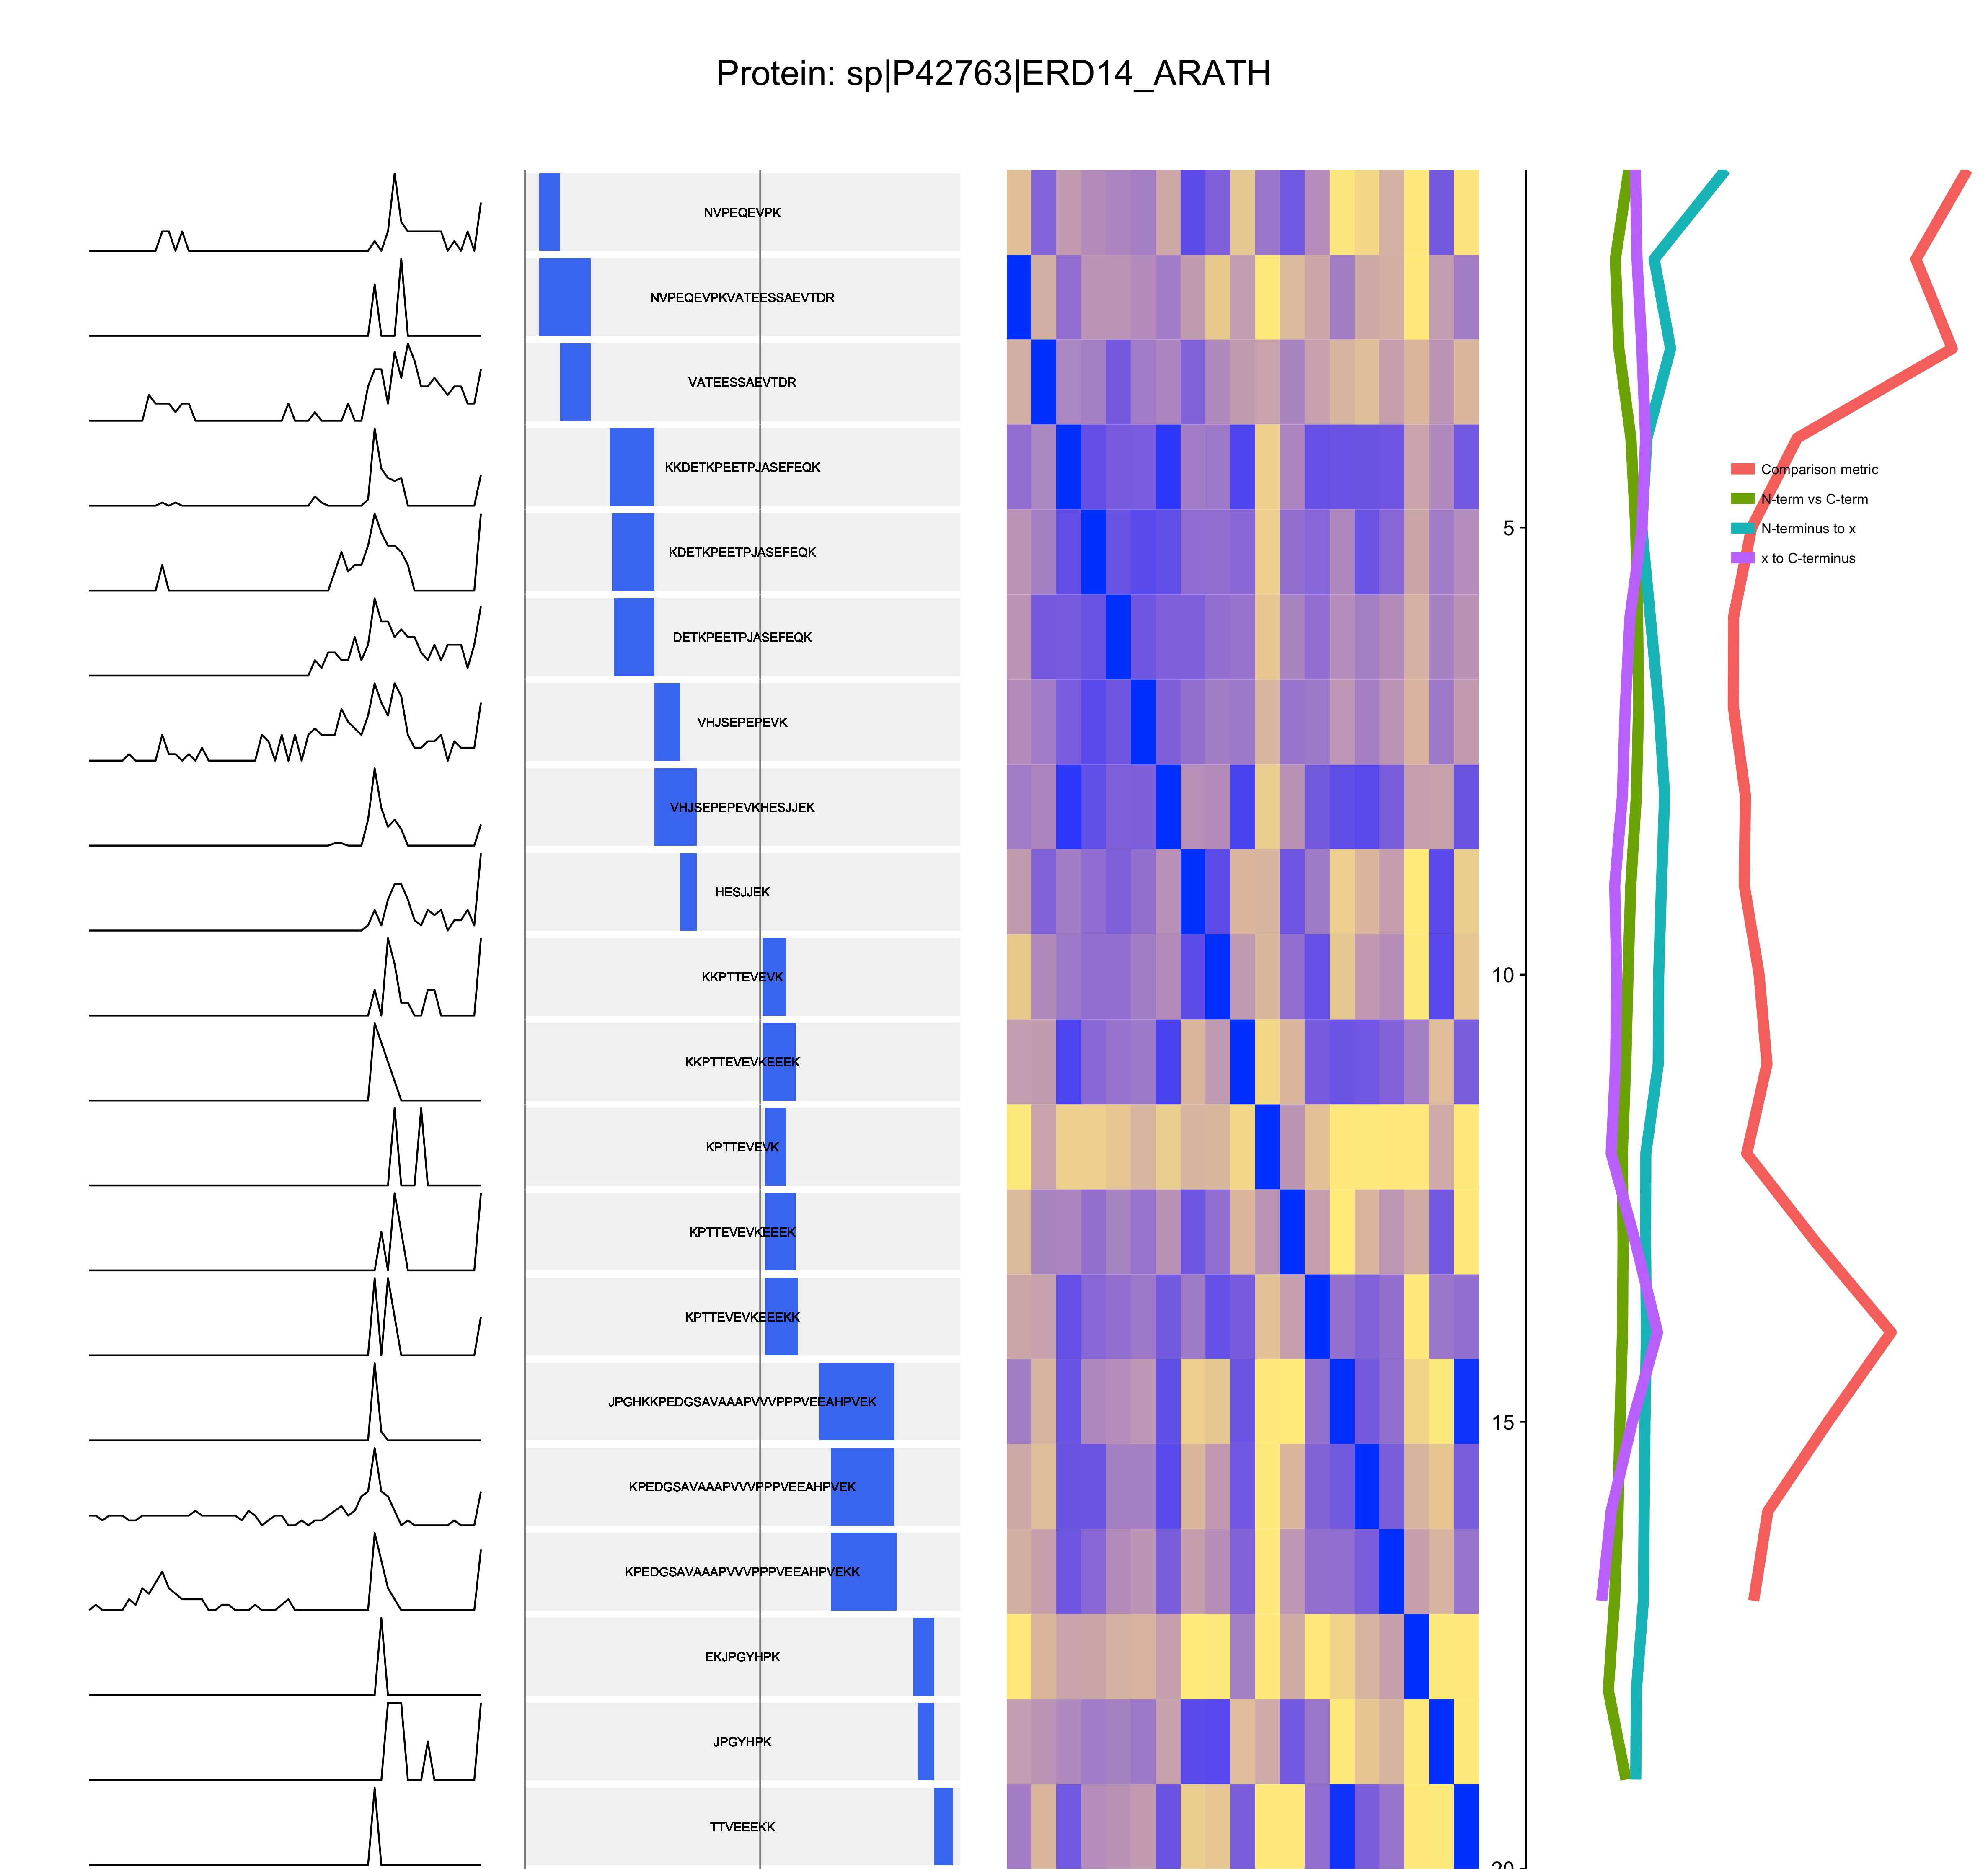 Protein: sp|P42763|ERD14_ARATH
NVPEQEVPK
NVPEQEVPKVATEESSAEVTDR
VATEESSAEVTDR
KKDETKPEETPJASEFEQK
Comparison metric
N-term vs C-term
N-terminus to x
x to C-terminus
5
KDETKPEETPJASEFEQK
DETKPEETPJASEFEQK
VHJSEPEPEVK
VHJSEPEPEVKHESJJEK
HESJJEK
10
KKPTTEVEVK
KKPTTEVEVKEEEK
KPTTEVEVK
KPTTEVEVKEEEK
KPTTEVEVKEEEKK
JPGHKKPEDGSAVAAAPVVVPPPVEEAHPVEK
15
KPEDGSAVAAAPVVVPPPVEEAHPVEK
KPEDGSAVAAAPVVVPPPVEEAHPVEKK
EKJPGYHPK
JPGYHPK
TTVEEEKK
20